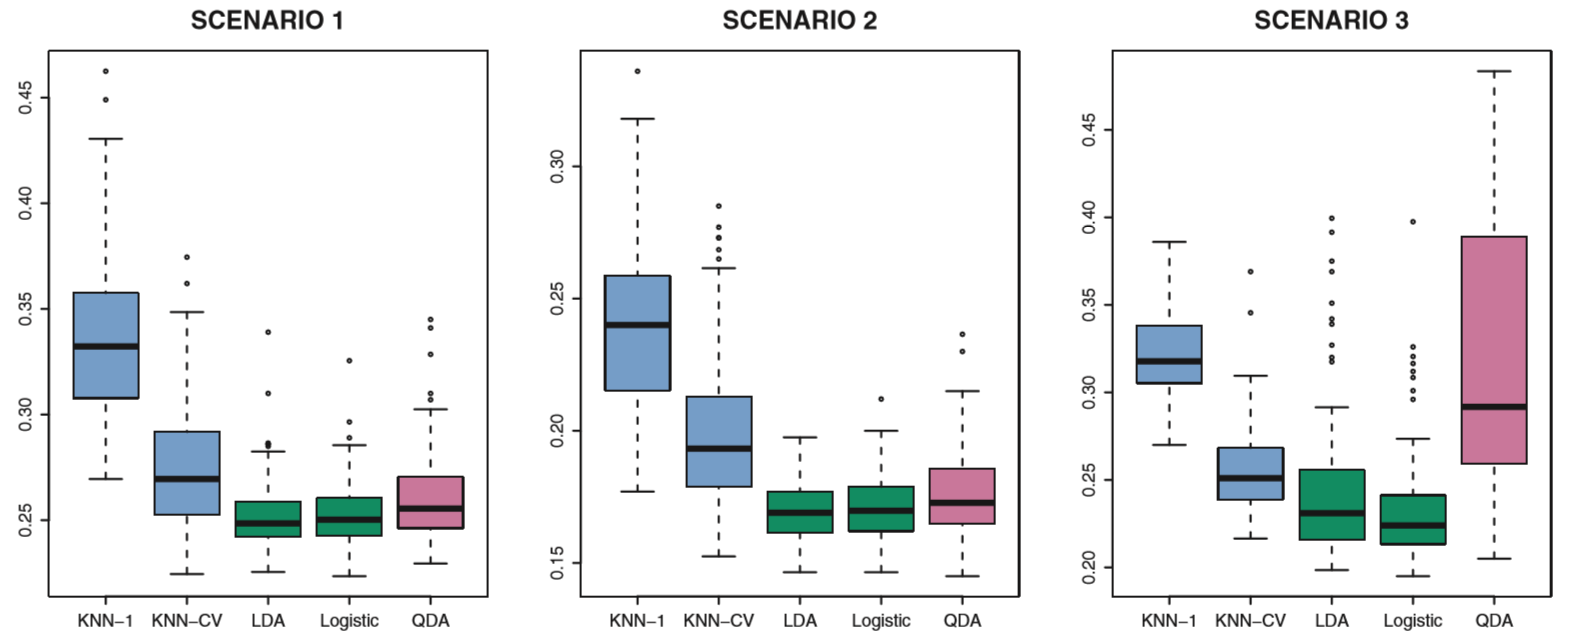 SCENARIO 1
0.45
0.40
0.35
0.30
0.25
KNN−1 KNN−CV LDA Logistic QDA
SCENARIO 2
0.30
0.25
0.20
0.15
KNN−1 KNN−CV LDA Logistic QDA
SCENARIO 3
0.45
0.40
0.35
0.30
0.25
0.20
KNN−1 KNN−CV LDA Logistic QDA